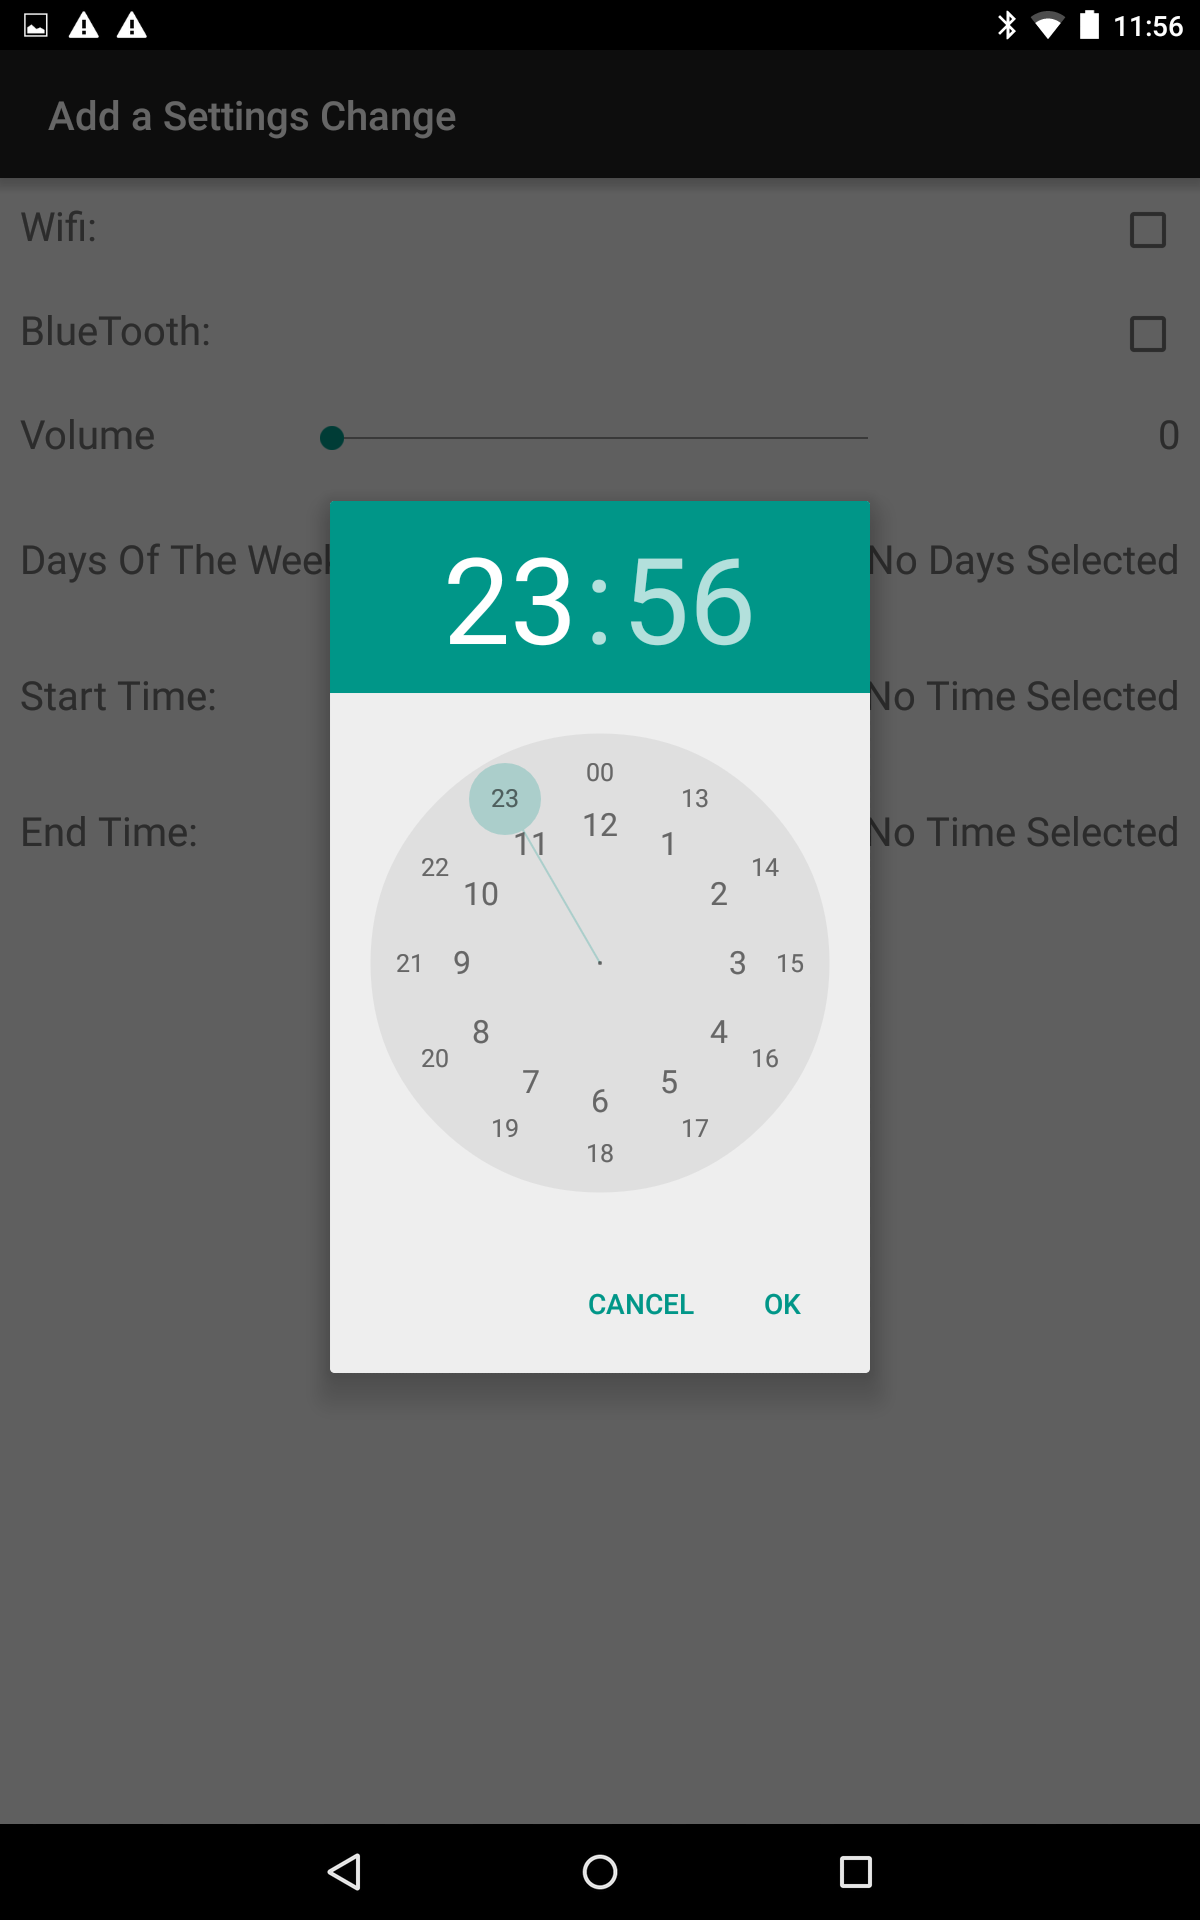 11:56
Add a Settings Change
Wifi:
BlueTooth:
Volume 0
Days Of The Week No Days Selected
Start Time: No Time Selected
End Time: No Time Selected
23:56
00
23 13
12
11 1
22 14
10 2
21 9 3 15
8 4
20 16
7 5
6
19 17
18
CANCEL OK